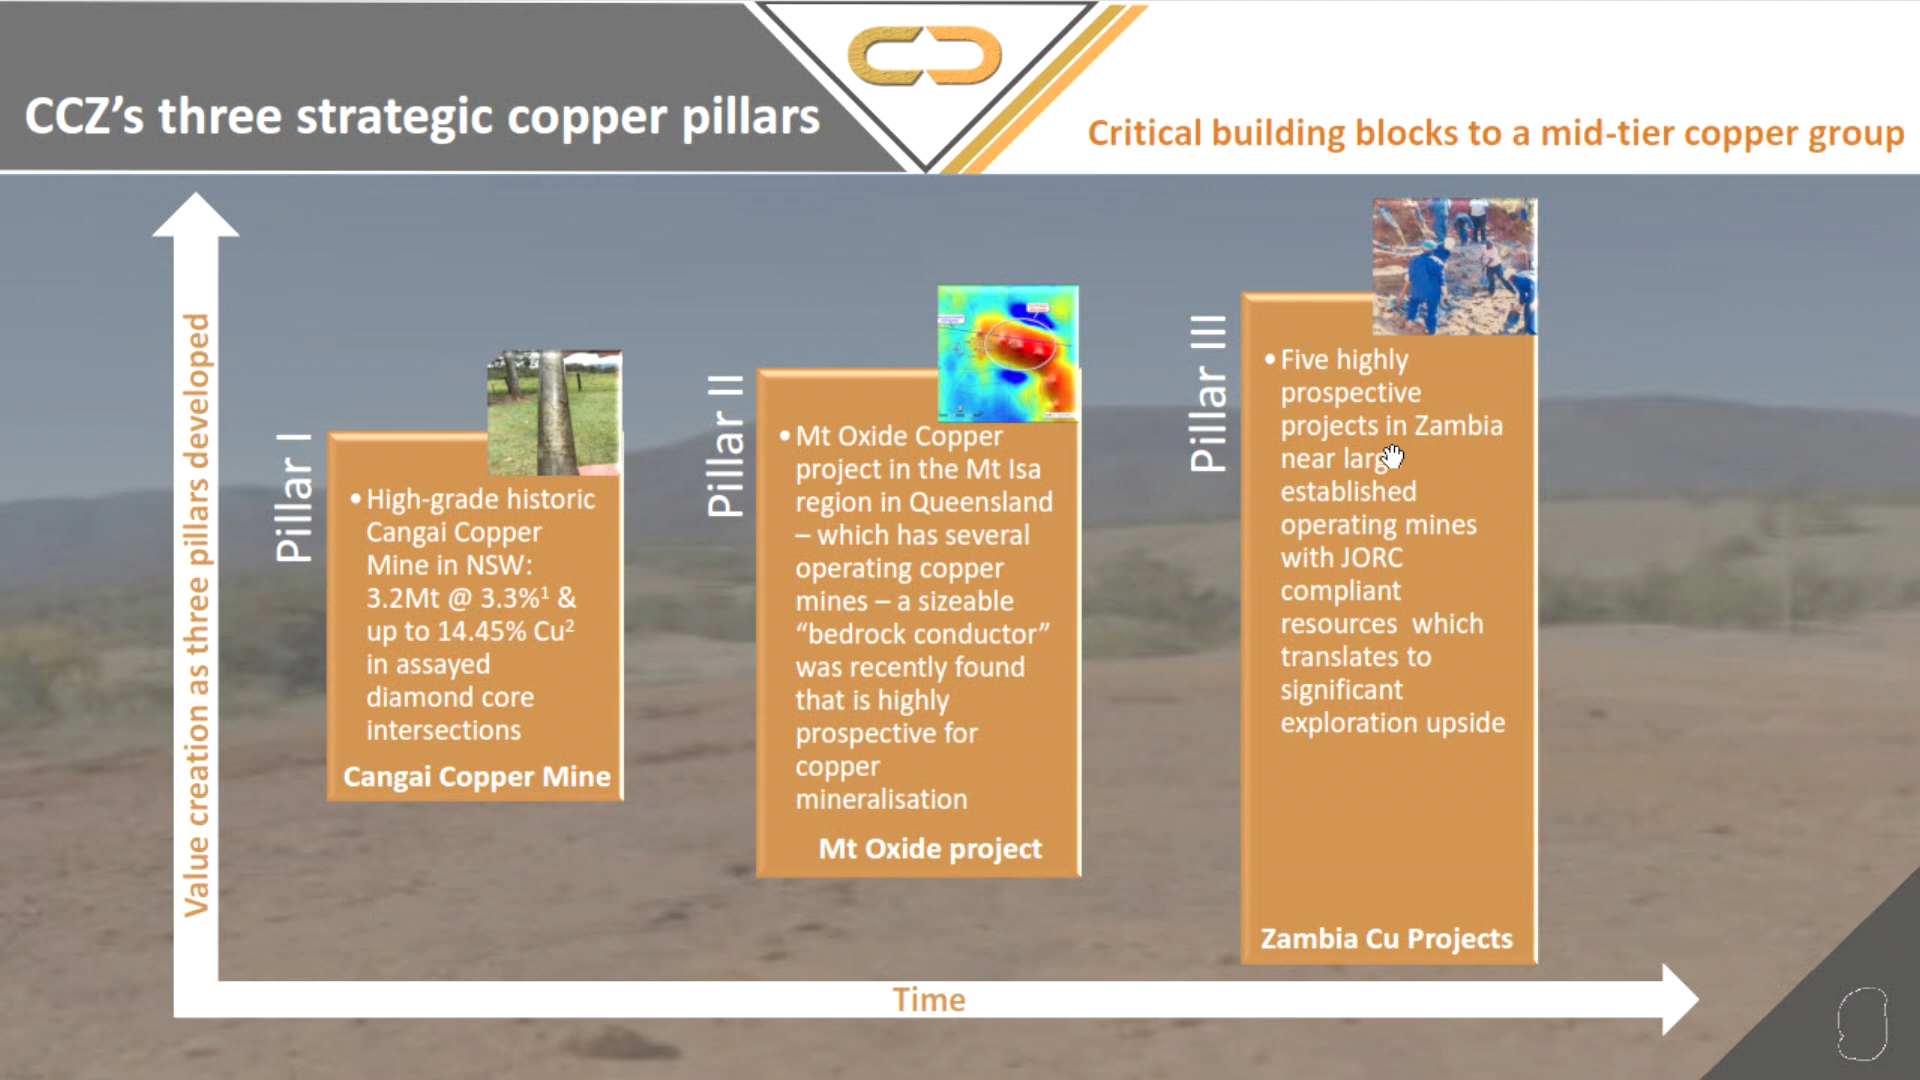 CCZ's three strategic copper pillars
Critical building blocks to a mid-tier copper group
Value creation as three pillars developed
Pillar I
• High-grade historic
Cangai Copper
Mine in NSW:
3.2Mt @ 3.3%¹ &
up to 14.45% Cu²
in assayed
diamond core
intersections
Cangai Copper Mine
Pillar II
• Mt Oxide Copper
project in the Mt Isa
region in Queensland
– which has several
operating copper
mines – a sizeable
“bedrock conductor”
was recently found
that is highly
prospective for
copper
mineralisation
Mt Oxide project
Pillar III
• Five highly
prospective
projects in Zambia
near large
established
operating mines
with JORC
compliant
resources which
translates to
significant
exploration upside
Zambia Cu Projects
Time